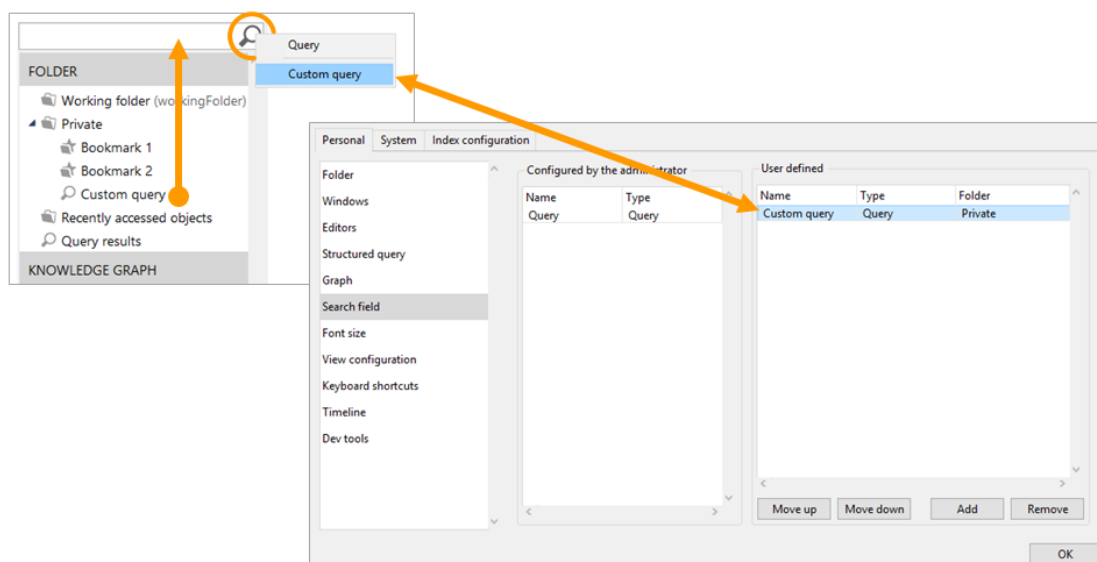 Query
Custom query
FOLDER
Working folder (workingFolder)
Private
Bookmark 1
Bookmark 2
Custom query
Recently accessed objects
Query results
KNOWLEDGE GRAPH
Personal System Index configuration
Folder
Windows
Editors
Structured query
Graph
Search field
Font size
View configuration
Keyboard shortcuts
Timeline
Dev tools
Configured by the administrator
Name Type
Query Query
User defined
Name Type Folder
Custom query Query Private
Move up Move down Add Remove
OK